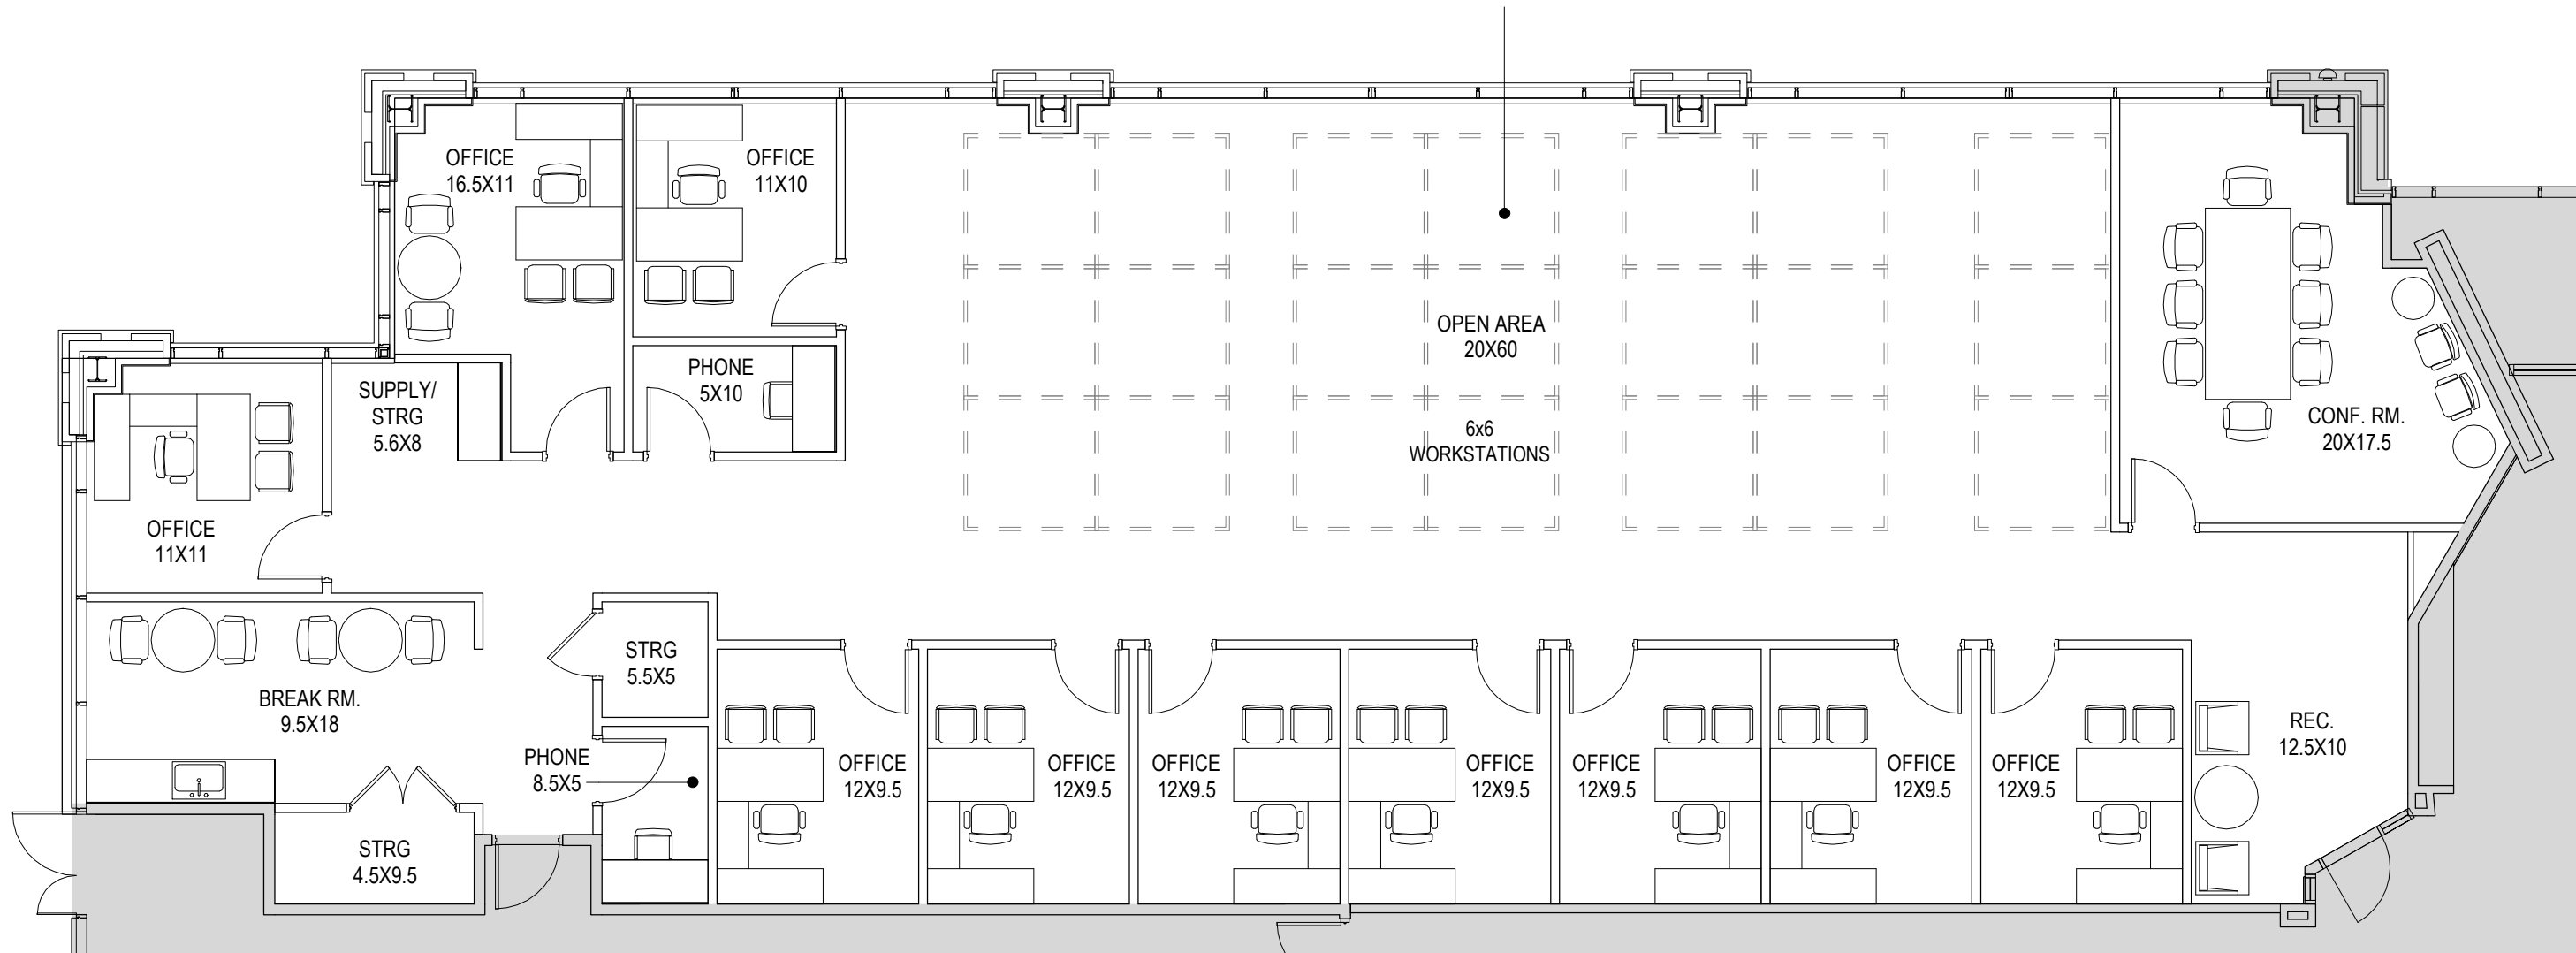 OFFICE
16.5X11
OFFICE
11X10
PHONE
5X10
SUPPLY/
STRG
5.6X8
OFFICE
11X11
OPEN AREA
20X60
6x6
WORKSTATIONS
CONF. RM.
20X17.5
BREAK RM.
9.5X18
STRG
5.5X5
PHONE
8.5X5
STRG
4.5X9.5
OFFICE
12X9.5
OFFICE
12X9.5
OFFICE
12X9.5
OFFICE
12X9.5
OFFICE
12X9.5
OFFICE
12X9.5
OFFICE
12X9.5
REC.
12.5X10